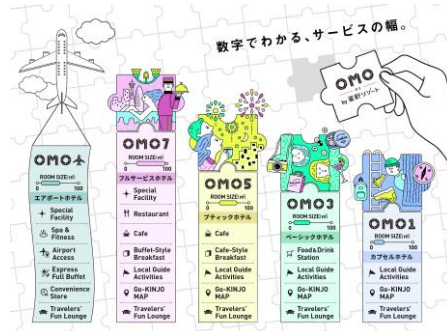 数字でわかる、サービスの幅。
OMO
by 星野リゾート
OMO
ROOM SIZE(㎡)
0 100
エアポートホテル
Special
Facility
Spa &
Fitness
Airport
Access
Express
Full Buffet
Convenience
Store
Travelers'
Fun Lounge
OMO7
ROOM SIZE(㎡)
0 100
フルサービスホテル
Special
Facility
Restaurant
Cafe
Buffet-Style
Breakfast
Local Guide
Activities
Go-KINJO
MAP
Travelers'
Fun Lounge
OMO5
ROOM SIZE(㎡)
0 100
ブティックホテル
Cafe
Cafe-Style
Breakfast
Local Guide
Activities
Go-KINJO
MAP
Travelers'
Fun Lounge
OMO3
ROOM SIZE(㎡)
0 100
ベーシックホテル
Food&Drink
Station
Local Guide
Activities
Go-KINJO
MAP
Travelers'
Fun Lounge
OMO1
ROOM SIZE(㎡)
0 100
カプセルホテル
Local Guide
Activities
Go-KINJO
MAP
Travelers'
Fun Lounge